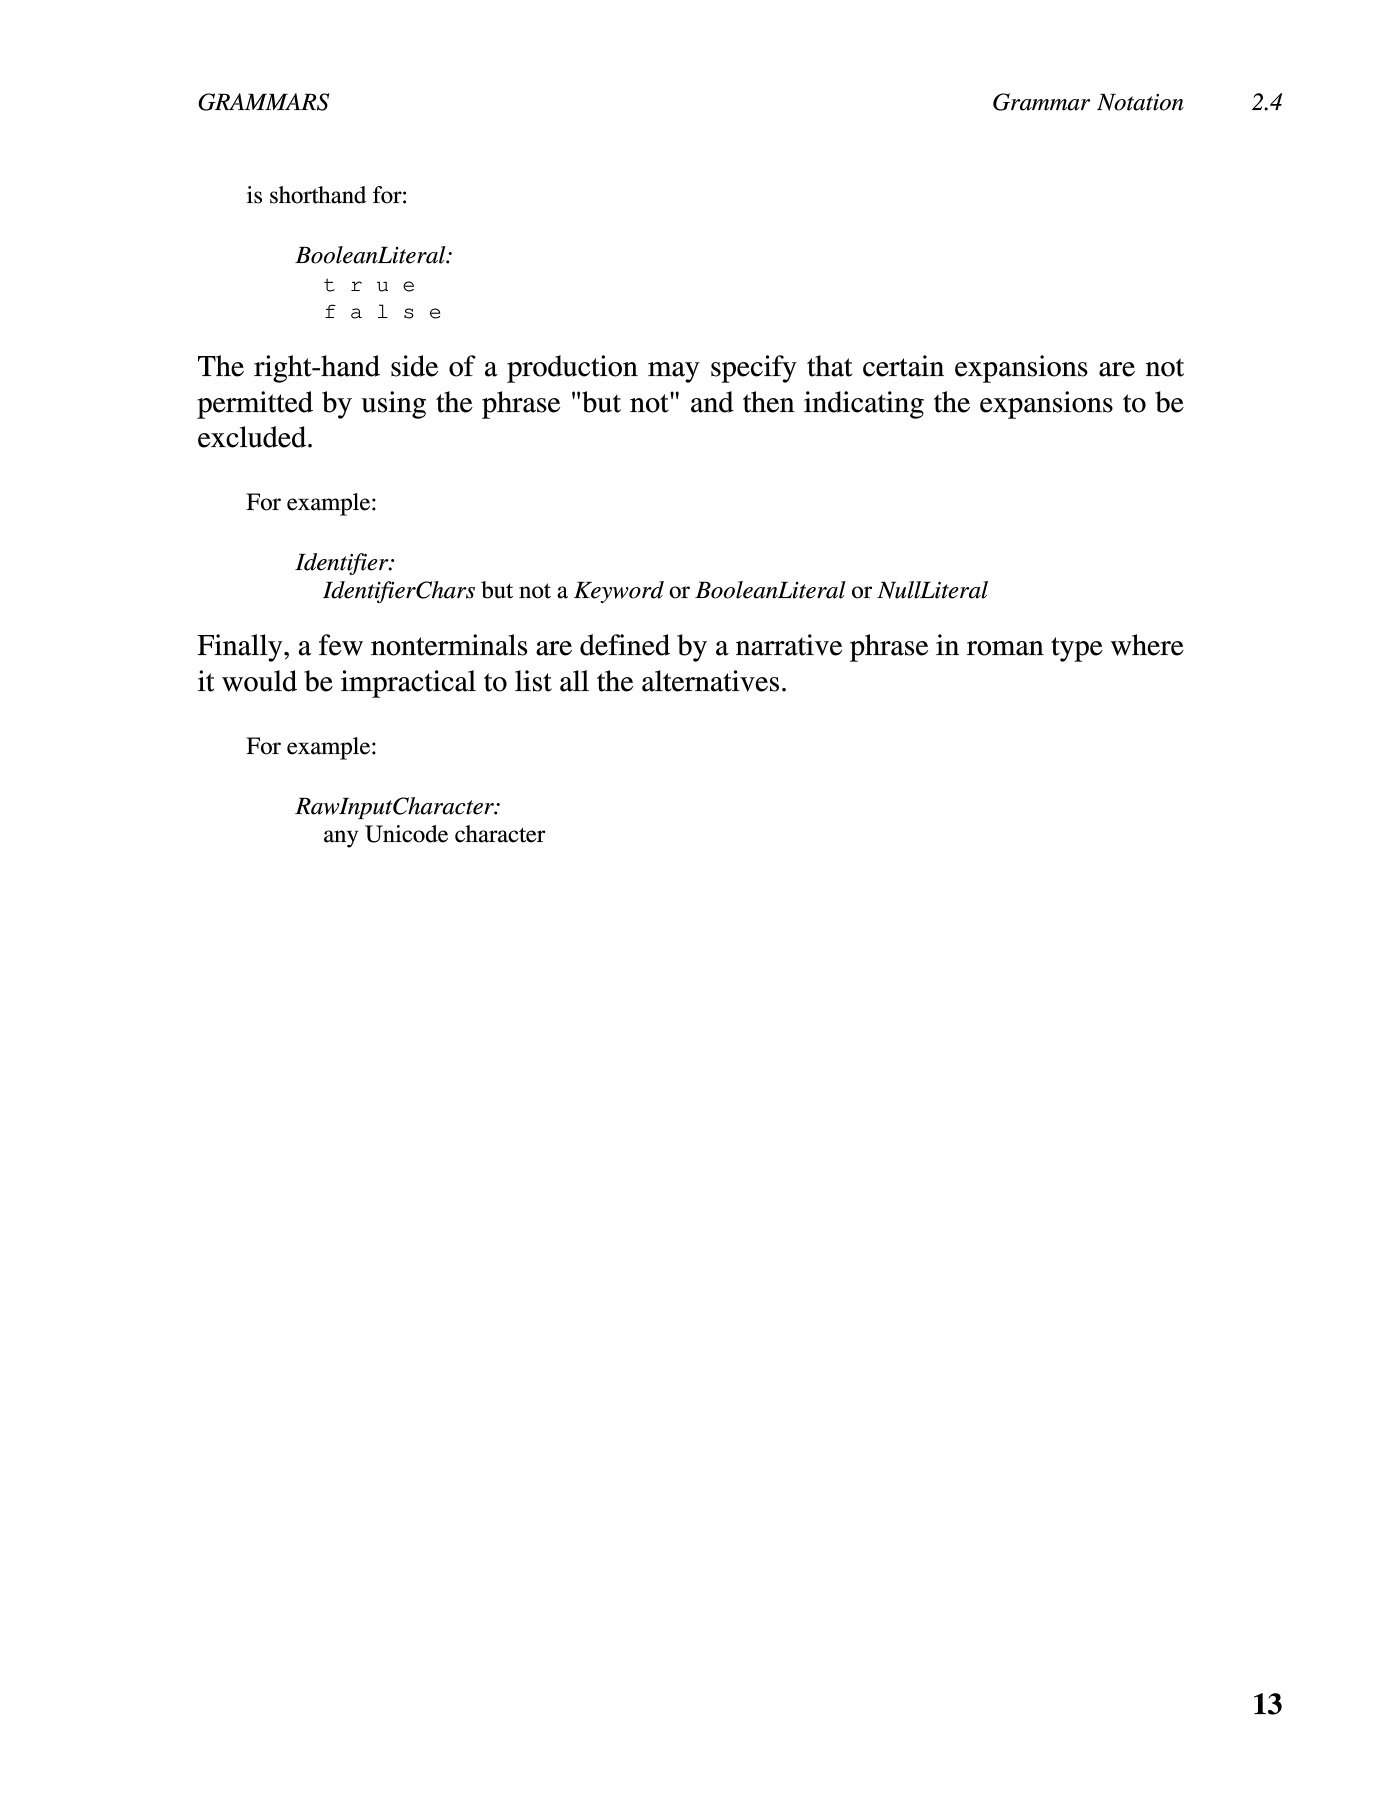 GRAMMARS Grammar Notation 2.4
is shorthand for:
BooleanLiteral:
t r u e
f a l s e
The right-hand side of a production may specify that certain expansions are not
permitted by using the phrase "but not" and then indicating the expansions to be
excluded.
For example:
Identifier:
IdentifierChars but not a Keyword or BooleanLiteral or NullLiteral
Finally, a few nonterminals are defined by a narrative phrase in roman type where
it would be impractical to list all the alternatives.
For example:
RawInputCharacter:
any Unicode character
13